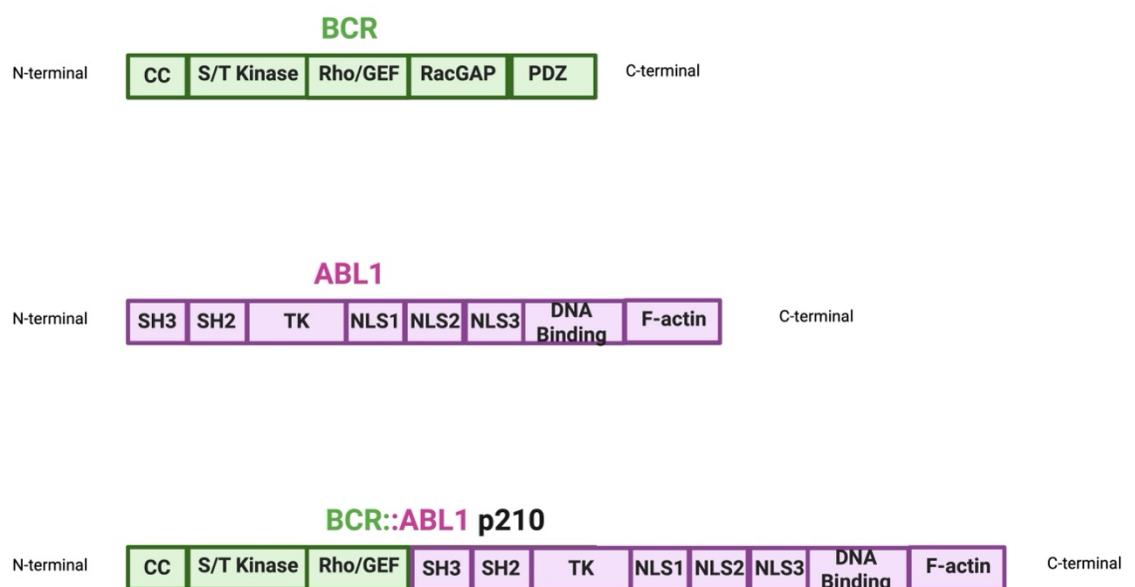 BCR
N-terminal CC S/T Kinase Rho/GEF RacGAP PDZ C-terminal
ABL1
N-terminal SH3 SH2 TK NLS1 NLS2 NLS3 DNA Binding F-actin C-terminal
BCR::ABL1 p210
N-terminal CC S/T Kinase Rho/GEF SH3 SH2 TK NLS1 NLS2 NLS3 DNA Binding F-actin C-terminal